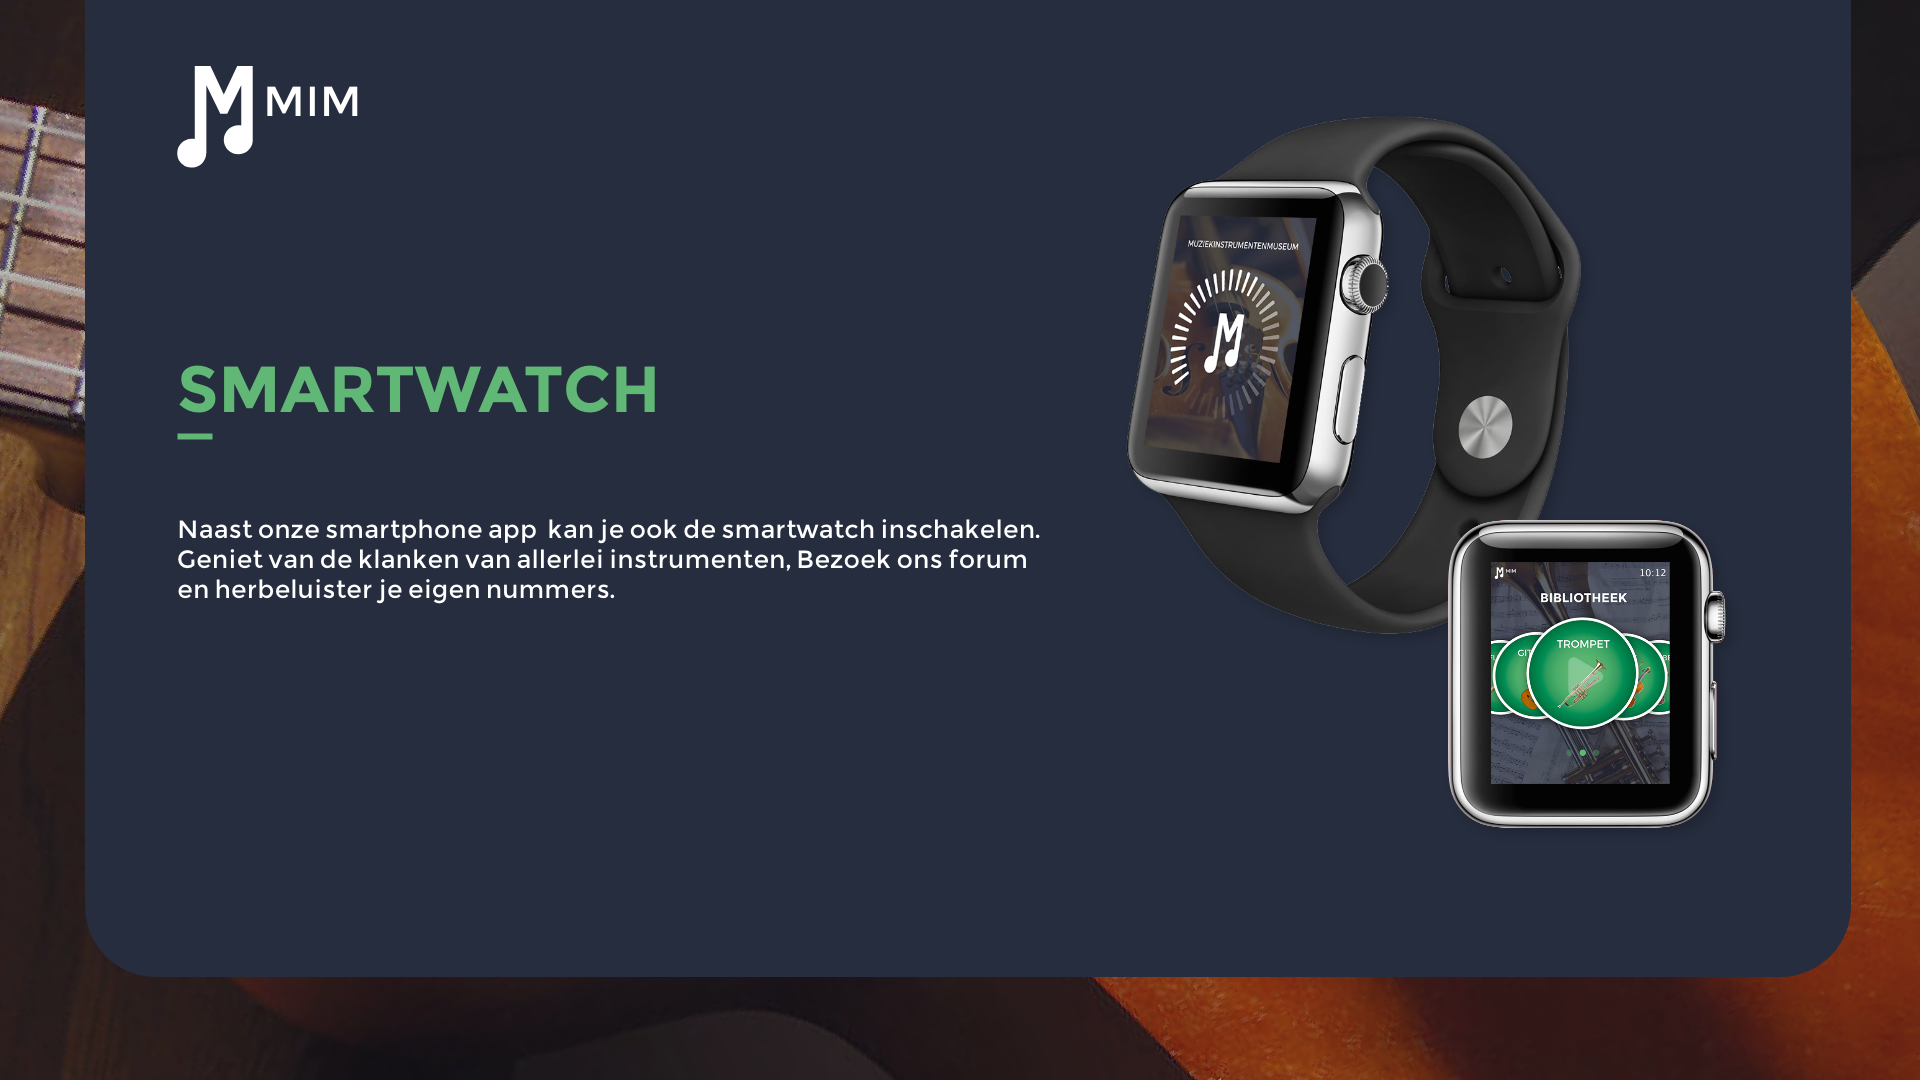 MIM
SMARTWATCH
Naast onze smartphone app kan je ook de smartwatch inschakelen.
Geniet van de klanken van allerlei instrumenten, Bezoek ons forum
en herbeluister je eigen nummers.
MUZIEKINSTRUMENTENMUSEUM
MIM
10:12
BIBLIOTHEEK
TROMPET